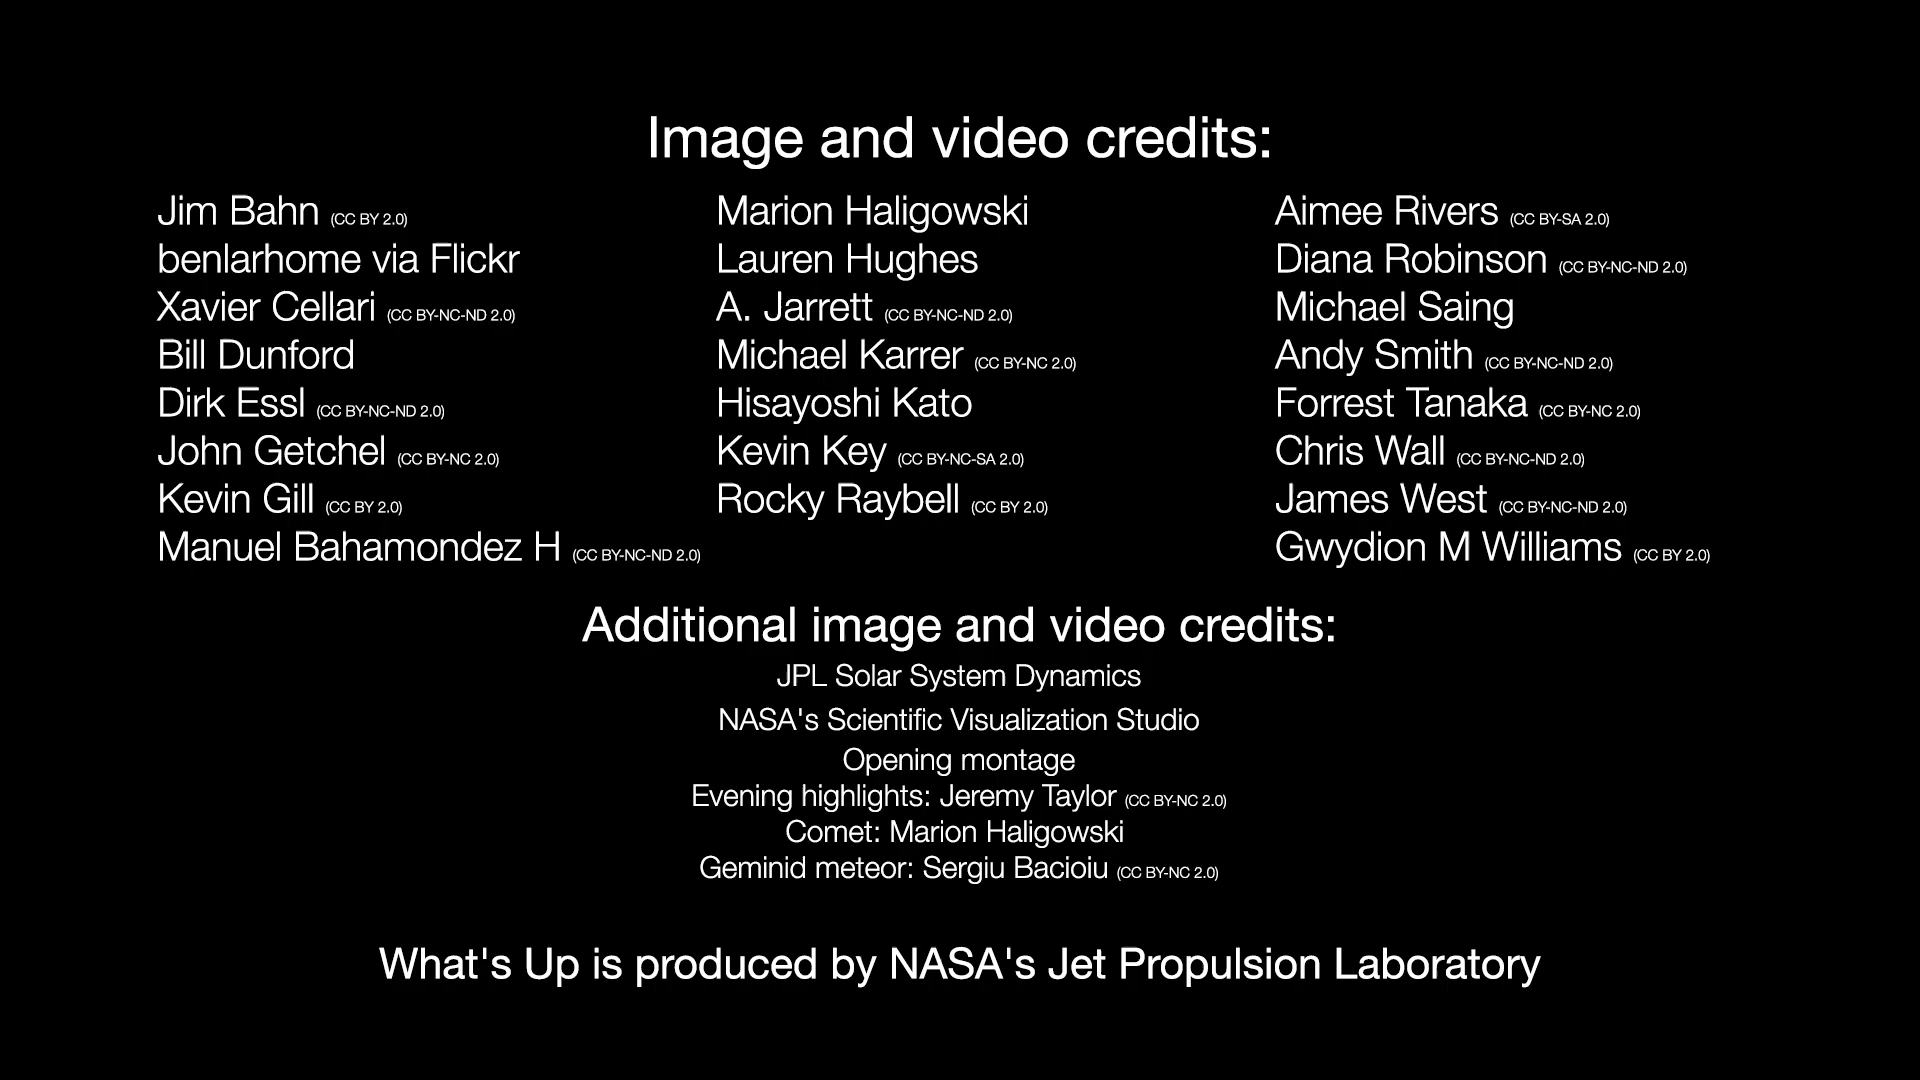 Image and video credits:
Jim Bahn (CC BY 2.0)
benlarhome via Flickr
Xavier Cellari (CC BY-NC-ND 2.0)
Bill Dunford
Dirk Essl (CC BY-NC-ND 2.0)
John Getchel (CC BY-NC 2.0)
Kevin Gill (CC BY 2.0)
Manuel Bahamondez H (CC BY-NC-ND 2.0)
Marion Haligowski
Lauren Hughes
A. Jarrett (CC BY-NC-ND 2.0)
Michael Karrer (CC BY-NC 2.0)
Hisayoshi Kato
Kevin Key (CC BY-NC-SA 2.0)
Rocky Raybell (CC BY 2.0)
Aimee Rivers (CC BY-SA 2.0)
Diana Robinson (CC BY-NC-ND 2.0)
Michael Saing
Andy Smith (CC BY-NC-ND 2.0)
Forrest Tanaka (CC BY-NC 2.0)
Chris Wall (CC BY-NC-ND 2.0)
James West (CC BY-NC-ND 2.0)
Gwydion M Williams (CC BY 2.0)
Additional image and video credits:
JPL Solar System Dynamics
NASA's Scientific Visualization Studio
Opening montage
Evening highlights: Jeremy Taylor (CC BY-NC 2.0)
Comet: Marion Haligowski
Geminid meteor: Sergiu Bacioiu (CC BY-NC 2.0)
What's Up is produced by NASA's Jet Propulsion Laboratory